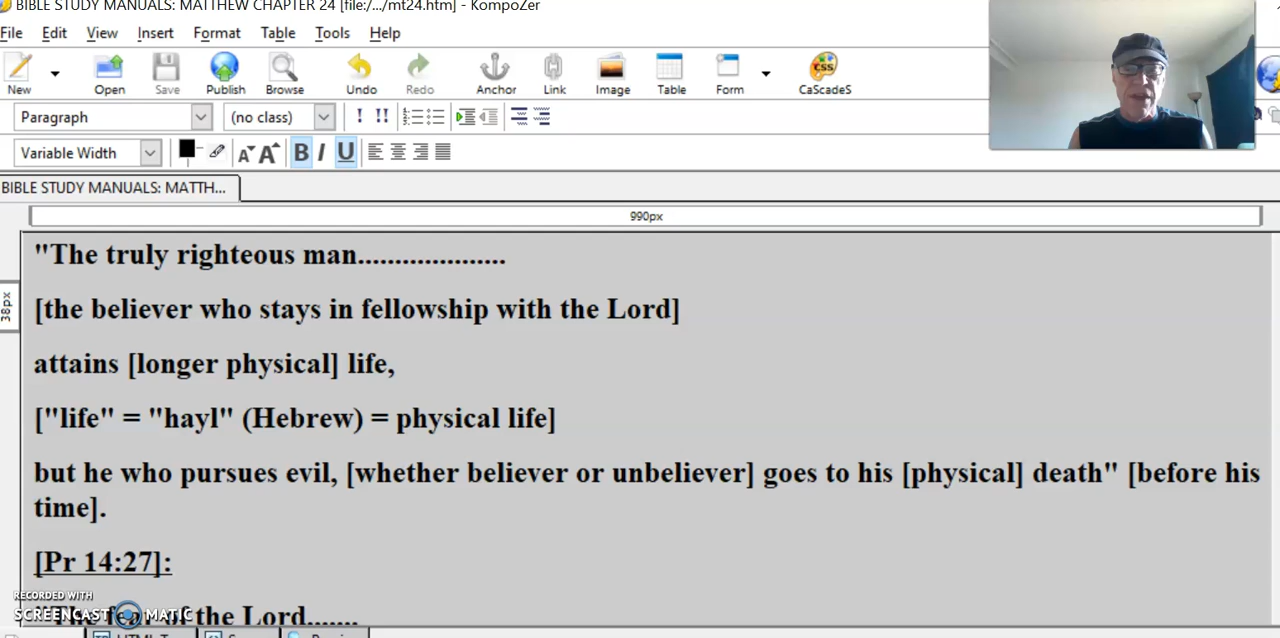 BIBLE STUDY MANUALS: MATTHEW CHAPTER 24 [file:/.../mt24.htm] - KompoZer
File Edit View Insert Format Table Tools Help
New Open Save Publish Browse Undo Redo Anchor Link Image Table Form CaScadeS
Paragraph (no class) ! !!
Variable Width A A B I U
BIBLE STUDY MANUALS: MATTH...
990px
38px
"The truly righteous man....................
[the believer who stays in fellowship with the Lord]
attains [longer physical] life,
["life" = "hayl" (Hebrew) = physical life]
but he who pursues evil, [whether believer or unbeliever] goes to his [physical] death" [before his
time].
[Pr 14:27]:
RECORDED WITH
SCREENCAST MATIC
"The fear of the Lord.......